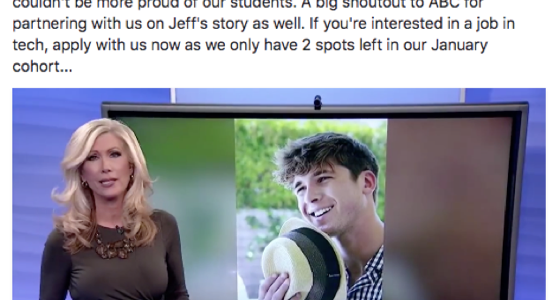 couldn't be more proud of our students. A big shoutout to ABC for
partnering with us on Jeff's story as well. If you're interested in a job in
tech, apply with us now as we only have 2 spots left in our January
cohort...